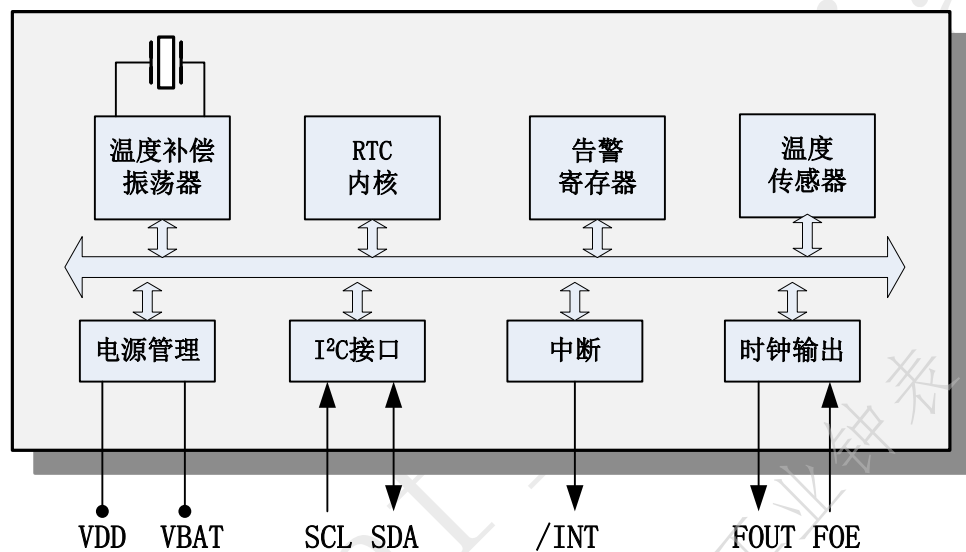 温度补偿
振荡器
RTC
内核
告警
寄存器
温度
传感器
电源管理
I²C接口
中断
时钟输出
VDD VBAT SCL SDA /INT FOUT FOE